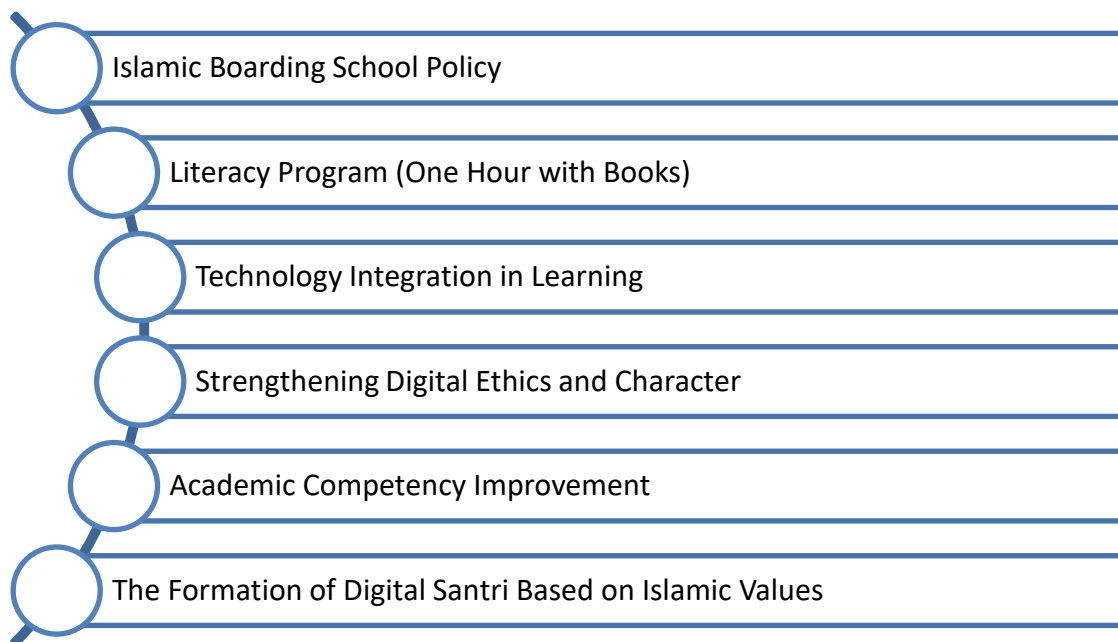 Islamic Boarding School Policy
Literacy Program (One Hour with Books)
Technology Integration in Learning
Strengthening Digital Ethics and Character
Academic Competency Improvement
The Formation of Digital Santri Based on Islamic Values